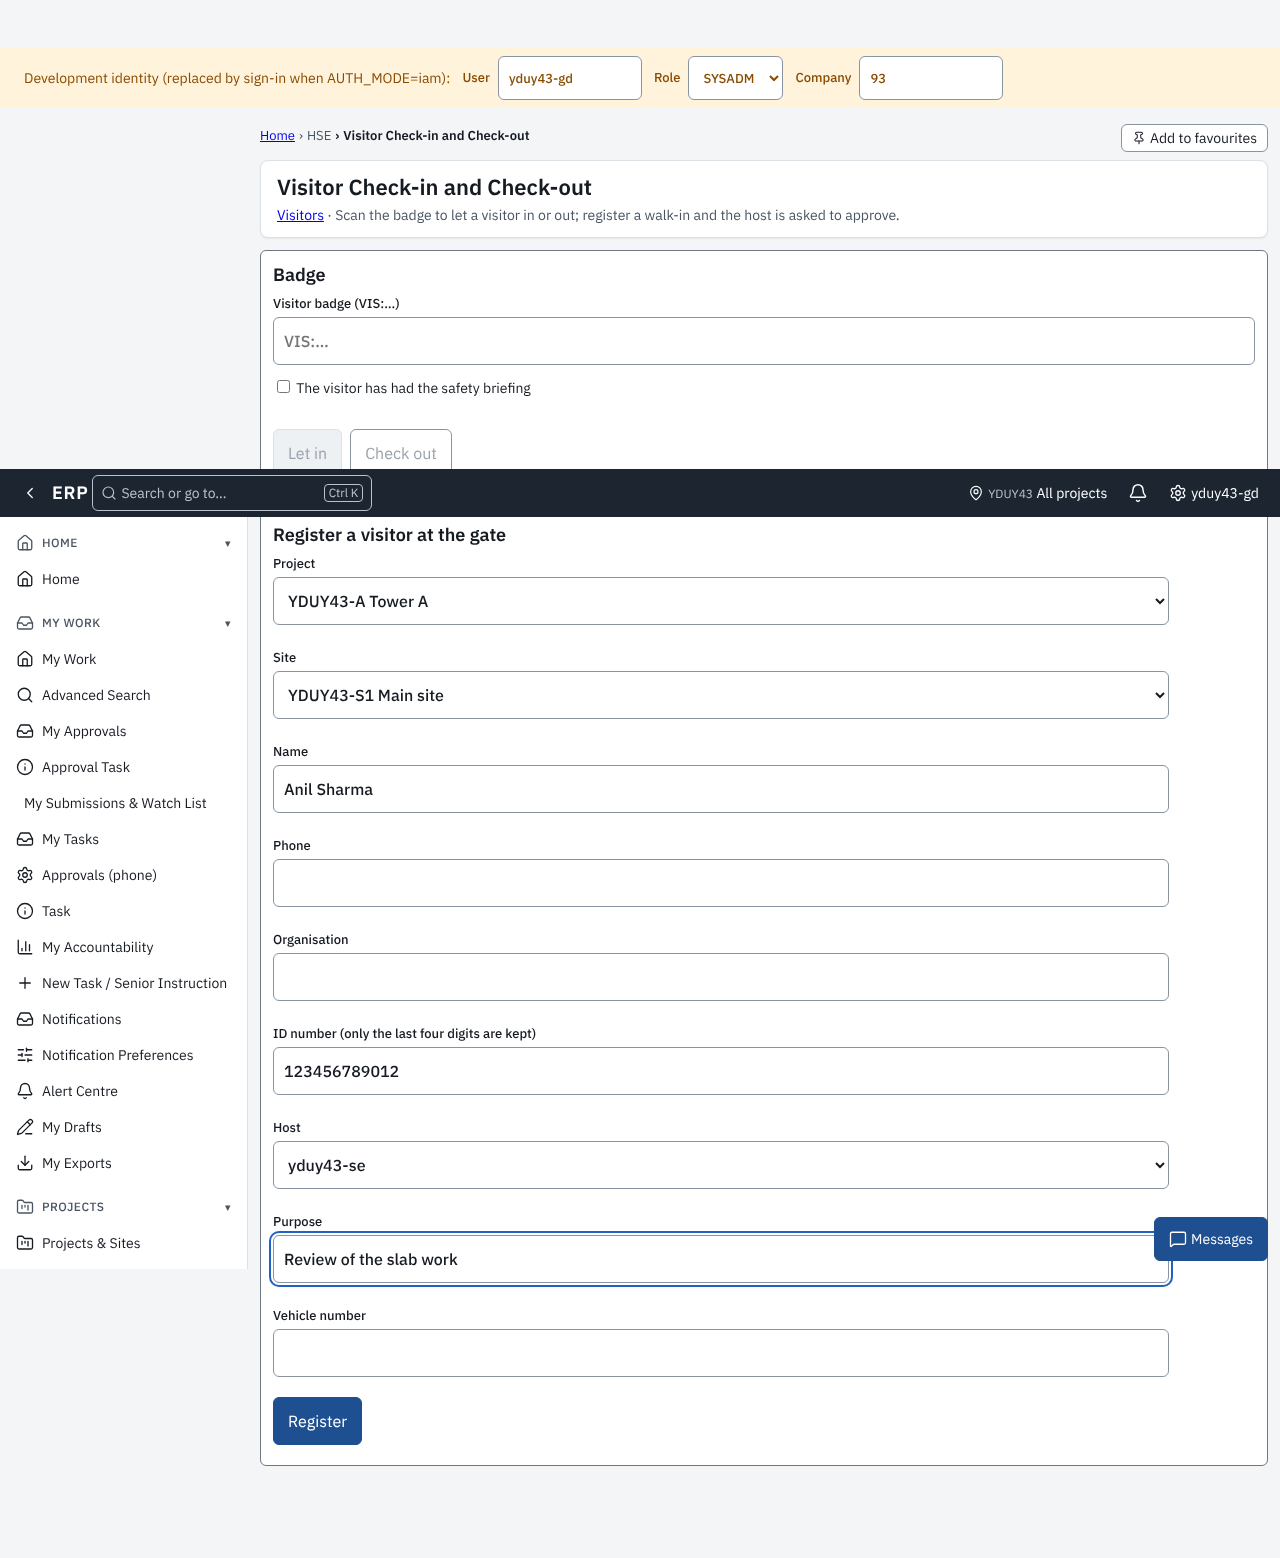 Development identity (replaced by sign-in when AUTH_MODE=iam): User yduy43-gd Role SYSADM Company 93
Home › HSE › Visitor Check-in and Check-out
Add to favourites
Visitor Check-in and Check-out
Visitors · Scan the badge to let a visitor in or out; register a walk-in and the host is asked to approve.
Badge
Visitor badge (VIS:...)
VIS:...
The visitor has had the safety briefing
Let in
Check out
ERP
Search or go to...
Ctrl K
YDUY43 All projects
yduy43-gd
HOME
Home
MY WORK
My Work
Advanced Search
My Approvals
Approval Task
My Submissions & Watch List
My Tasks
Approvals (phone)
Task
My Accountability
New Task / Senior Instruction
Notifications
Notification Preferences
Alert Centre
My Drafts
My Exports
PROJECTS
Projects & Sites
Register a visitor at the gate
Project
YDUY43-A Tower A
Site
YDUY43-S1 Main site
Name
Anil Sharma
Phone
Organisation
ID number (only the last four digits are kept)
123456789012
Host
yduy43-se
Purpose
Review of the slab work
Messages
Vehicle number
Register